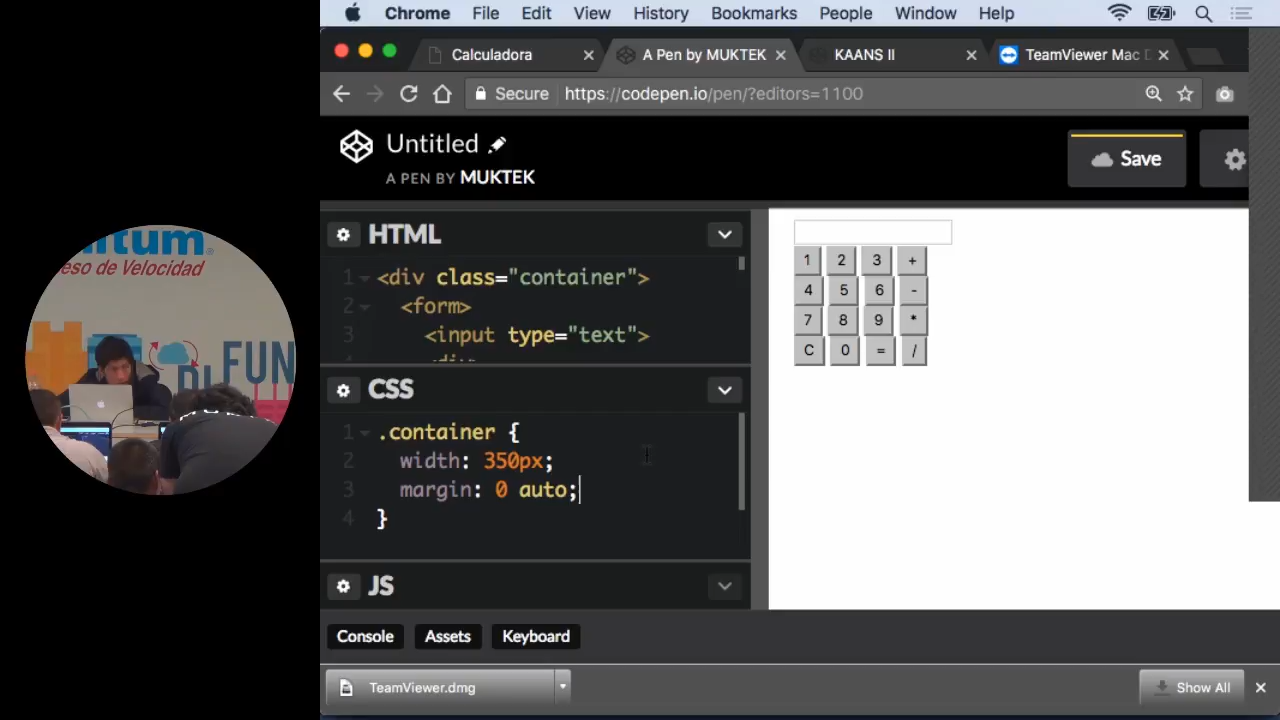 Chrome File Edit View History Bookmarks People Window Help
Calculadora
A Pen by MUKTEK
KAANS II
TeamViewer Mac D
Secure https://codepen.io/pen/?editors=1100
Untitled
A PEN BY MUKTEK
Save
HTML
1 <div class="container">
2 <form>
3 <input type="text">
4 <div>
CSS
1 .container {
2 width: 350px;
3 margin: 0 auto;
4 }
JS
1 2 3 +
4 5 6 -
7 8 9 *
C 0 = /
Console Assets Keyboard
TeamViewer.dmg
Show All
eso de Velocidad
FUN